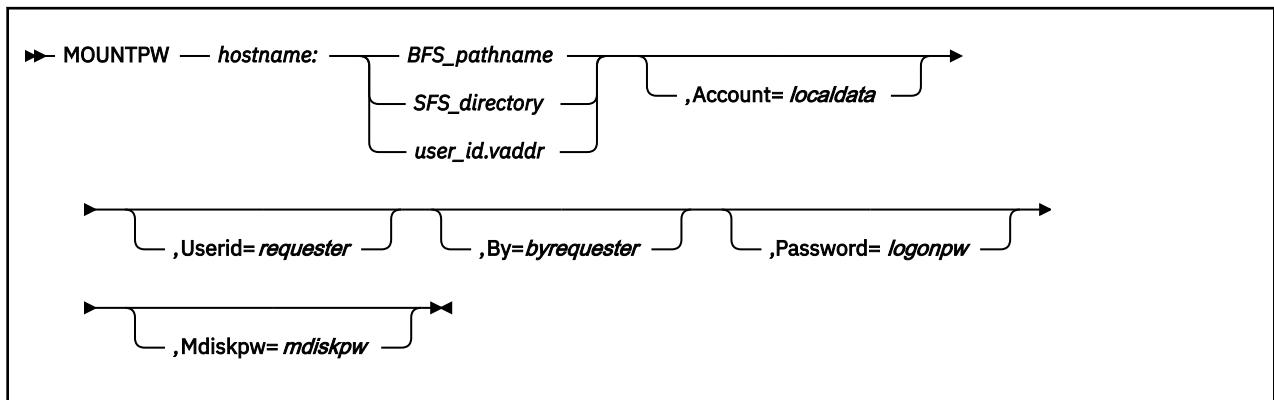 MOUNTPW hostname: BFS_pathname
,Account= localdata
SFS_directory
user_id.vaddr
,Userid= requester ,By= byrequester ,Password= logonpw
,Mdiskpw= mdiskpw